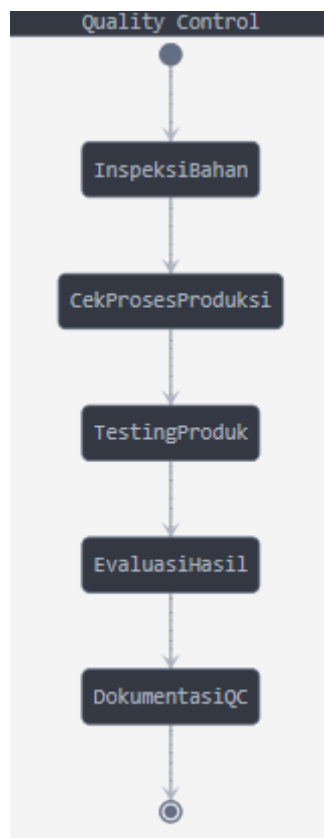 Quality Control
InspeksiBahan
CekProsesProduksi
TestingProduk
EvaluasiHasil
DokumentasiQC